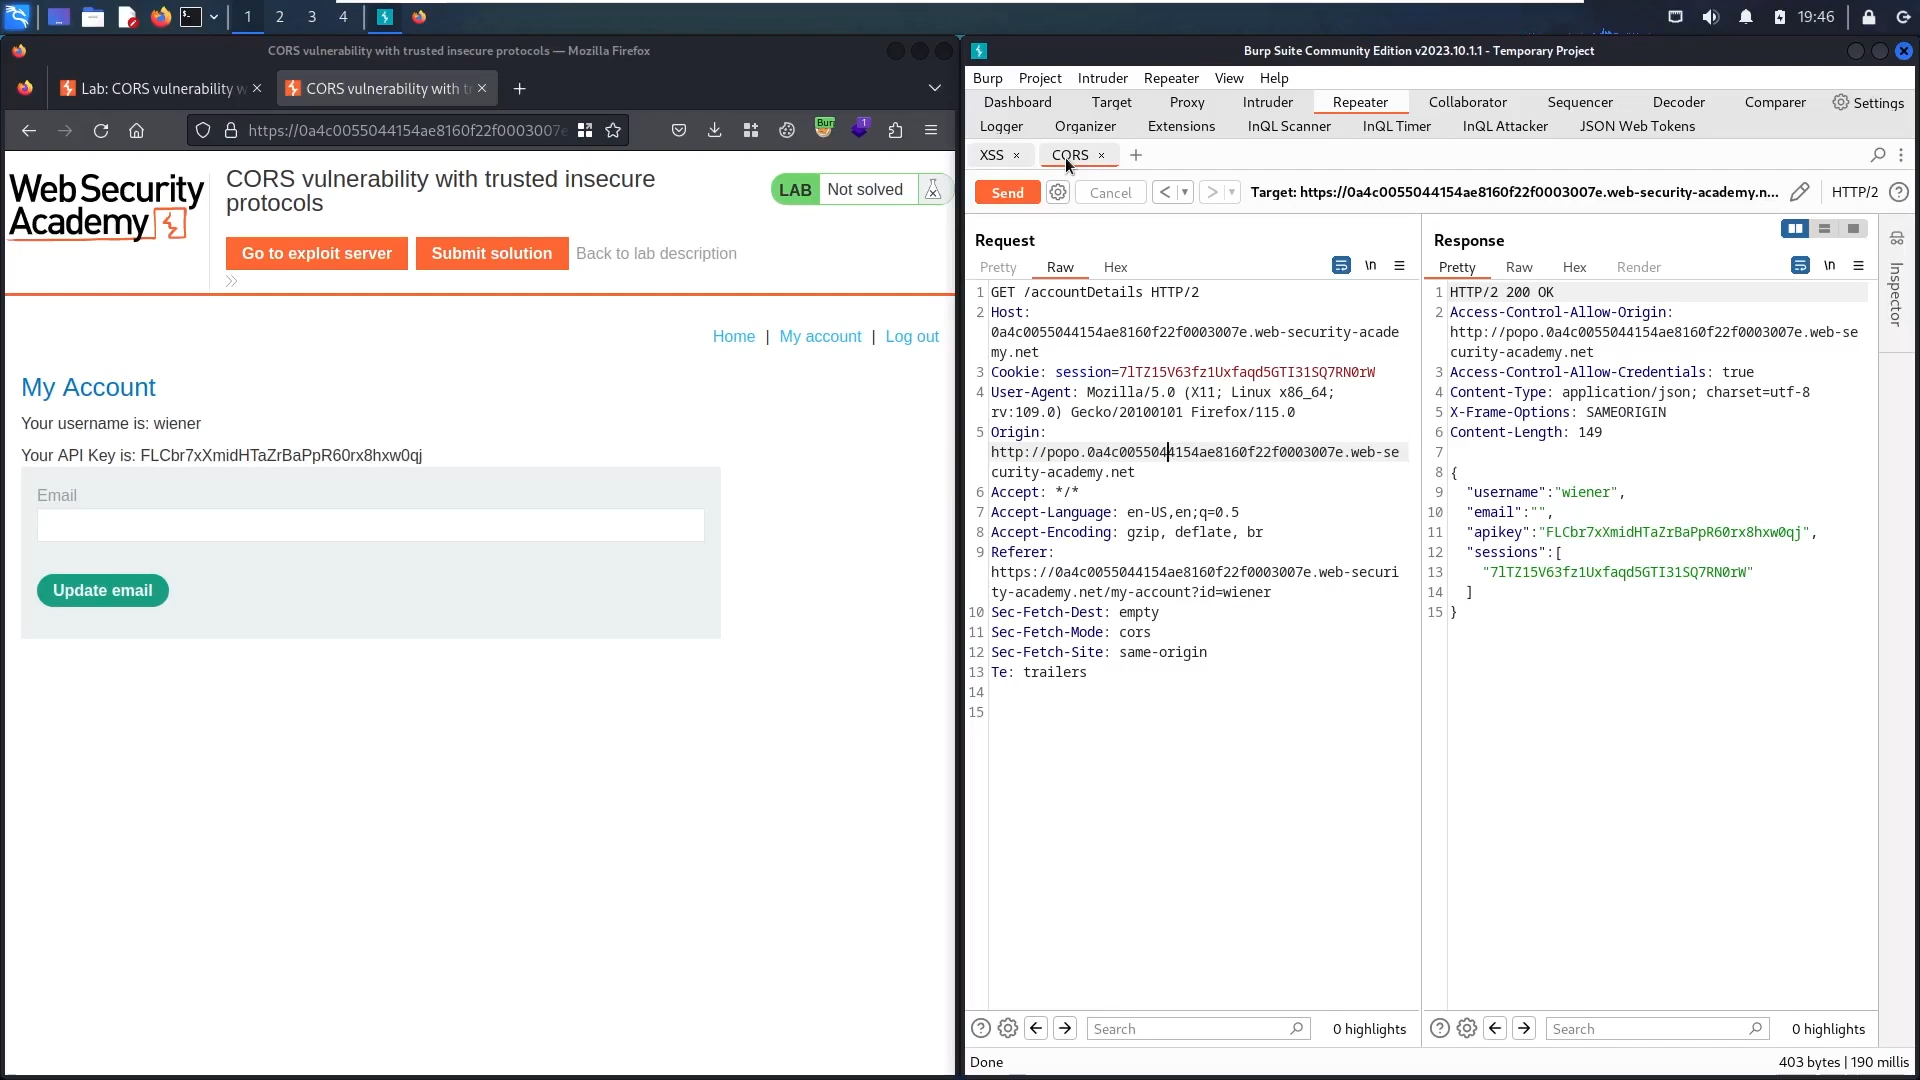 1
2
3
4
19:46
CORS vulnerability with trusted insecure protocols — Mozilla Firefox
Lab: CORS vulnerability w
CORS vulnerability with t
https://0a4c0055044154ae8160f22f0003007e
Burp
1
Web Security
Academy
CORS vulnerability with trusted insecure
protocols
LAB Not solved
Go to exploit server
Submit solution
Back to lab description
Home | My account | Log out
My Account
Your username is: wiener
Your API Key is: FLCbr7xXmidHTaZrBaPpR60rx8hxw0qj
Email
Update email
Burp Suite Community Edition v2023.10.1.1 - Temporary Project
Burp Project Intruder Repeater View Help
Dashboard Target Proxy Intruder Repeater Collaborator Sequencer Decoder Comparer Settings
Logger Organizer Extensions InQL Scanner InQL Timer InQL Attacker JSON Web Tokens
XSS × CORS × +
Send Cancel < > Target: https://0a4c0055044154ae8160f22f0003007e.web-security-academy.n... HTTP/2
Request
Pretty Raw Hex \n
1 GET /accountDetails HTTP/2
2 Host:
0a4c0055044154ae8160f22f0003007e.web-security-acade
my.net
3 Cookie: session=7lTZ15V63fz1Uxfaqd5GTI31SQ7RN0rW
4 User-Agent: Mozilla/5.0 (X11; Linux x86_64;
rv:109.0) Gecko/20100101 Firefox/115.0
5 Origin:
http://popo.0a4c0055044154ae8160f22f0003007e.web-se
curity-academy.net
6 Accept: */*
7 Accept-Language: en-US,en;q=0.5
8 Accept-Encoding: gzip, deflate, br
9 Referer:
https://0a4c0055044154ae8160f22f0003007e.web-securi
ty-academy.net/my-account?id=wiener
10 Sec-Fetch-Dest: empty
11 Sec-Fetch-Mode: cors
12 Sec-Fetch-Site: same-origin
13 Te: trailers
14
15
Search 0 highlights
Response
Pretty Raw Hex Render \n
1 HTTP/2 200 OK
2 Access-Control-Allow-Origin:
http://popo.0a4c0055044154ae8160f22f0003007e.web-se
curity-academy.net
3 Access-Control-Allow-Credentials: true
4 Content-Type: application/json; charset=utf-8
5 X-Frame-Options: SAMEORIGIN
6 Content-Length: 149
7
8 {
9 "username":"wiener",
10 "email":"",
11 "apikey":"FLCbr7xXmidHTaZrBaPpR60rx8hxw0qj",
12 "sessions":[
13 "7lTZ15V63fz1Uxfaqd5GTI31SQ7RN0rW"
14 ]
15 }
Search 0 highlights
Inspector
Done
403 bytes | 190 millis